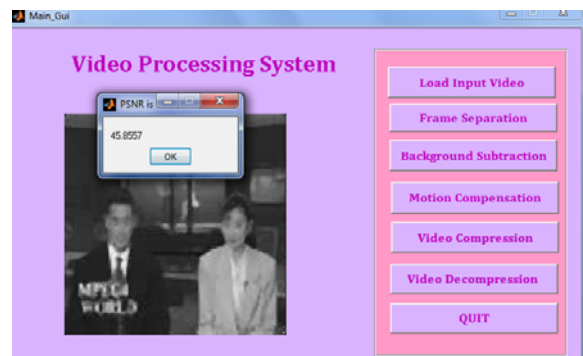 Main_Gui
Video Processing System
PSNR is
45.8557
OK
MPEG4
WORLD
Load Input Video
Frame Separation
Background Subtraction
Motion Compensation
Video Compression
Video Decompression
QUIT